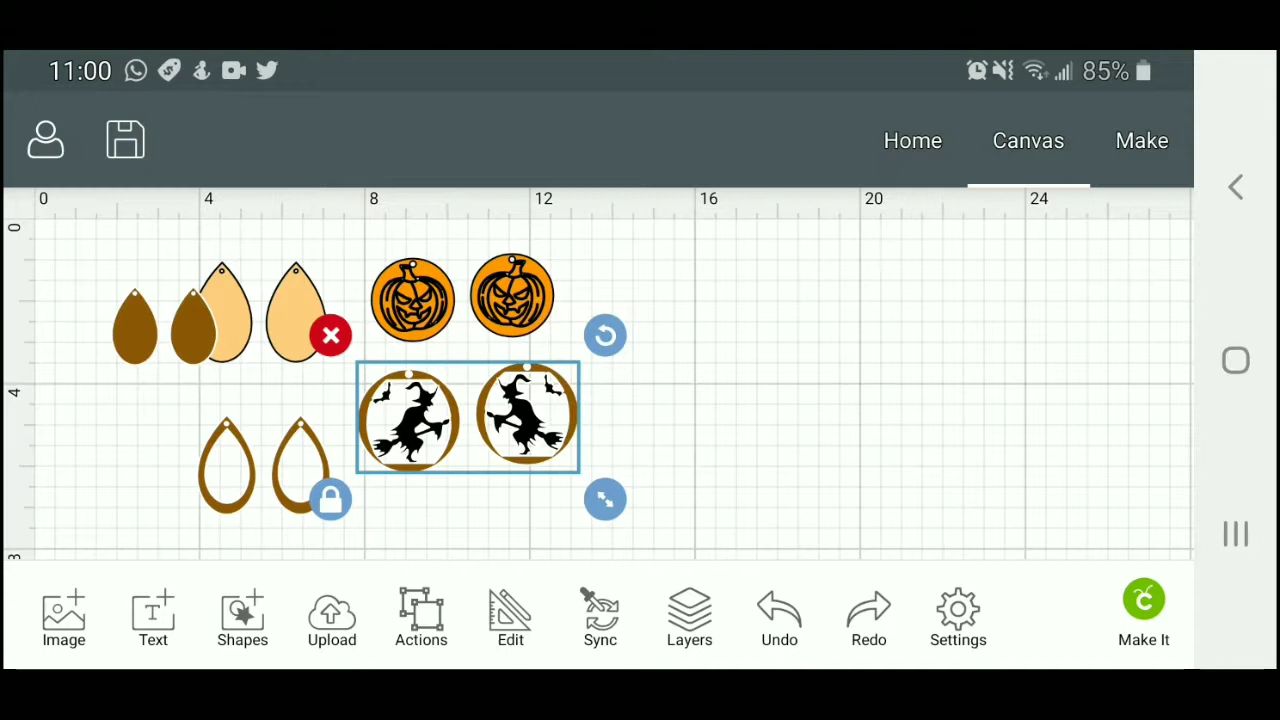 11:00 85%
Home Canvas Make
0 4 8 12 16 20 24
0
4
Image Text Shapes Upload Actions Edit Sync Layers Undo Redo Settings Make It